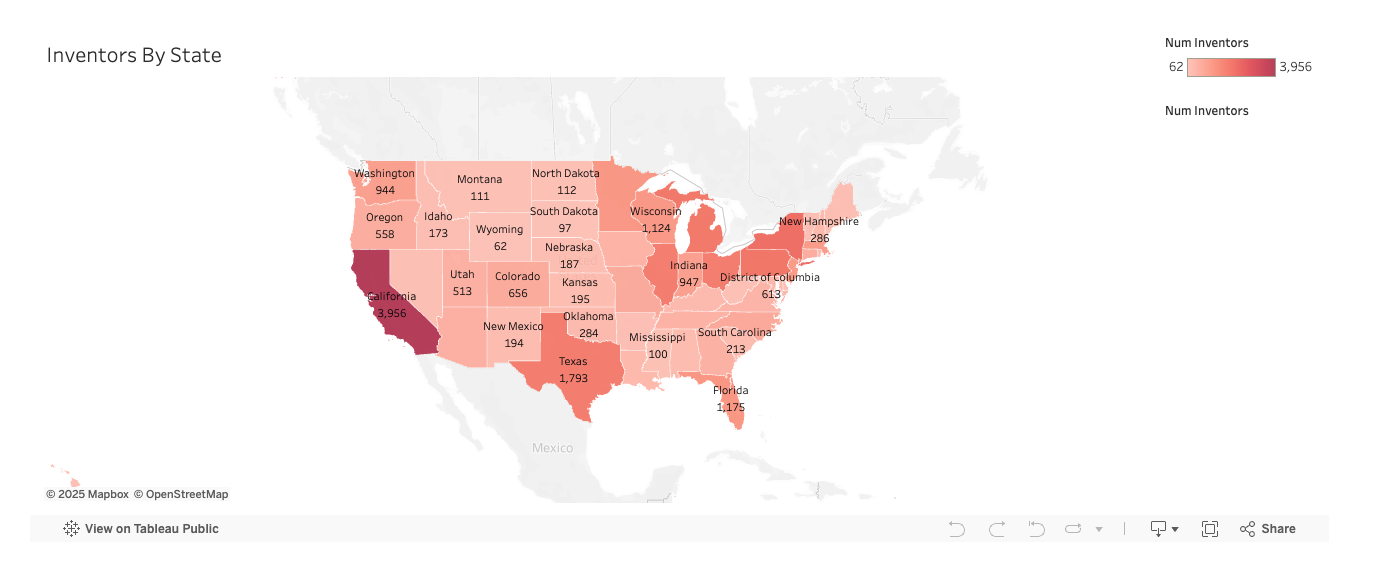 Inventors By State
Num Inventors
62
3,956
Num Inventors
Washington
944
Montana
111
North Dakota
112
Oregon
558
Idaho
173
South Dakota
97
Wisconsin
1,124
New Hampshire
286
Wyoming
62
Nebraska
187
Indiana
947
District of Columbia
613
Utah
513
Colorado
656
Kansas
195
California
3,956
New Mexico
194
Oklahoma
284
Mississippi
100
South Carolina
213
Texas
1,793
Florida
1,175
Mexico
© 2025 Mapbox © OpenStreetMap
View on Tableau Public
Share